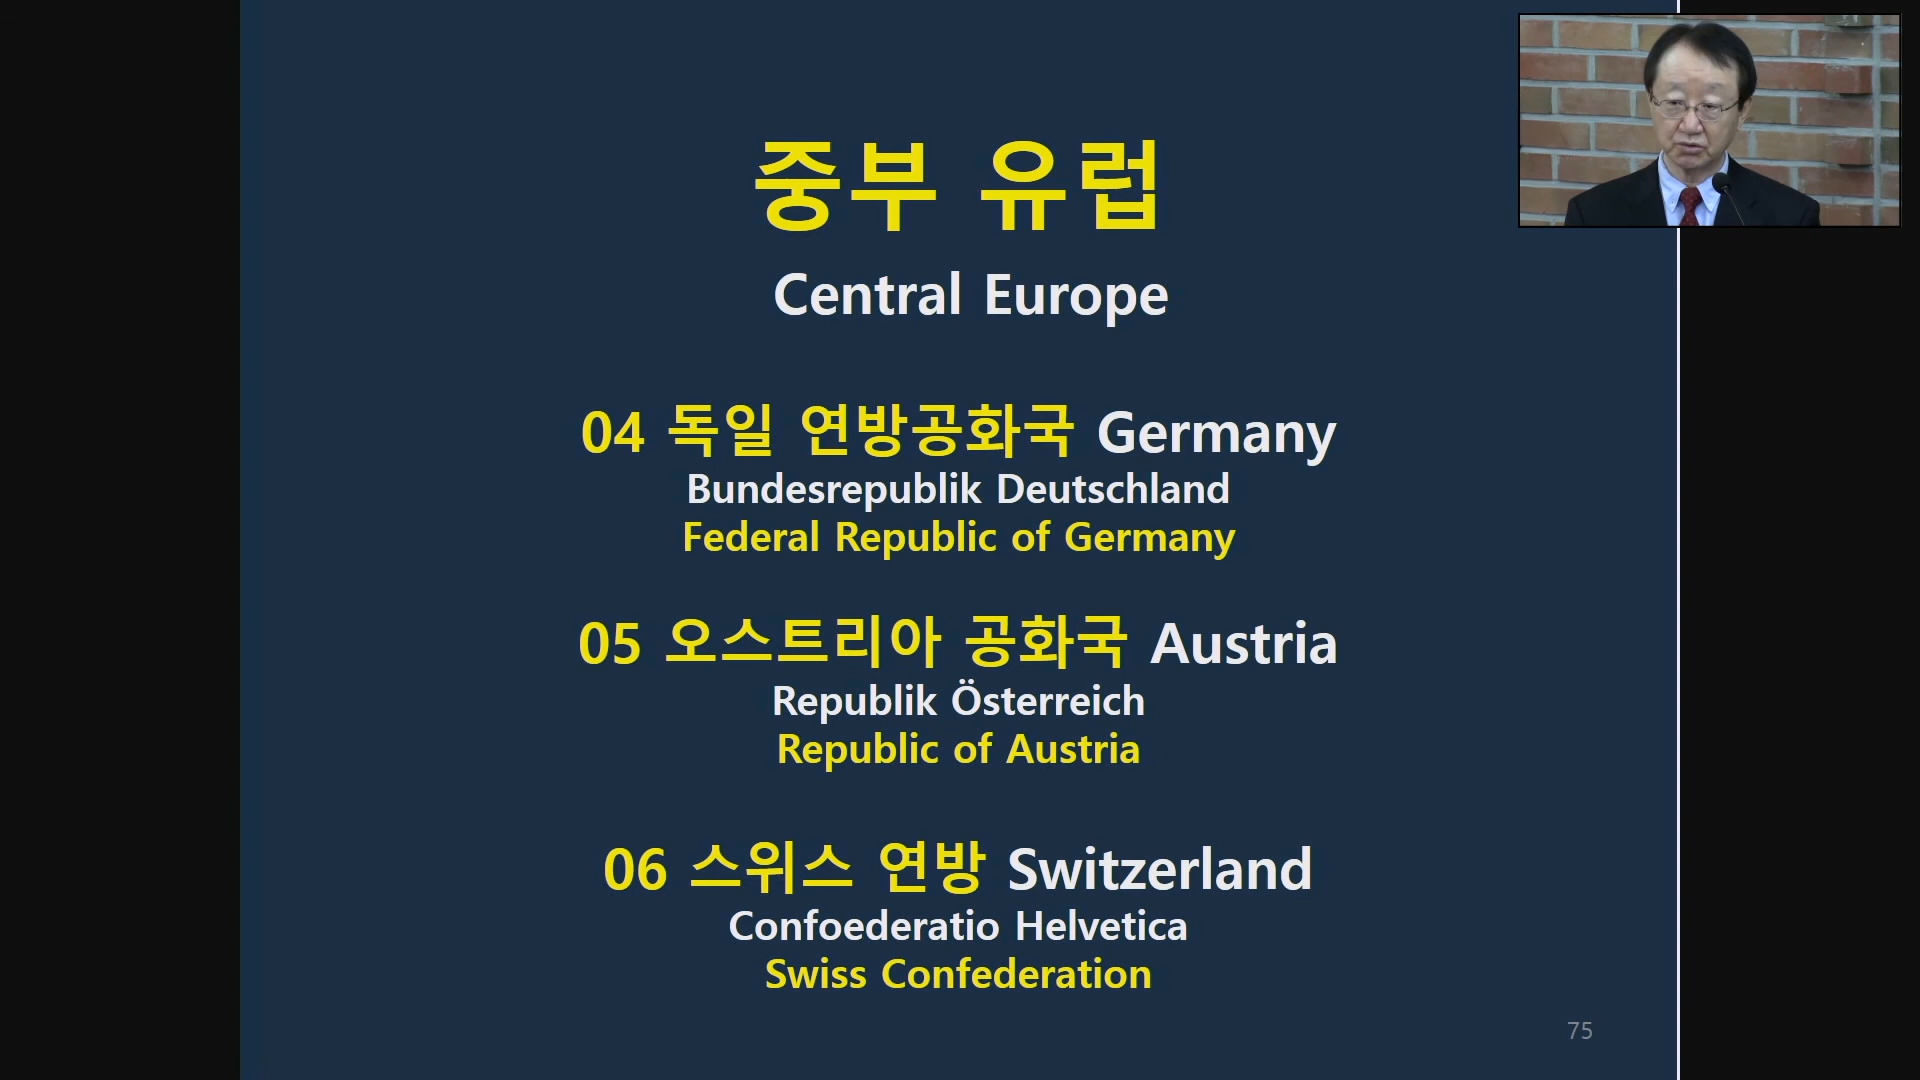 중부 유럽
Central Europe
04 독일 연방공화국 Germany
Bundesrepublik Deutschland
Federal Republic of Germany
05 오스트리아 공화국 Austria
Republik Österreich
Republic of Austria
06 스위스 연방 Switzerland
Confoederatio Helvetica
Swiss Confederation
75